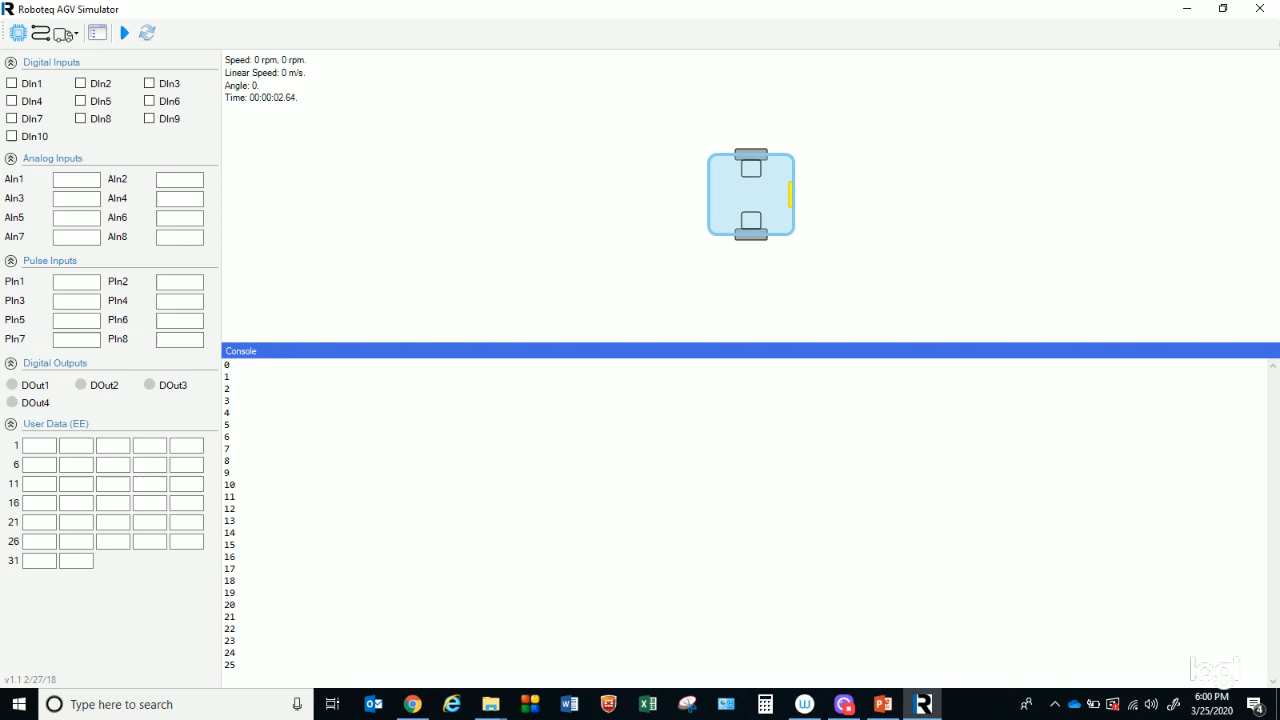 Roboteq AGV Simulator
Digital Inputs
DIn1 DIn2 DIn3
DIn4 DIn5 DIn6
DIn7 DIn8 DIn9
DIn10
Analog Inputs
AIn1 AIn2
AIn3 AIn4
AIn5 AIn6
AIn7 AIn8
Pulse Inputs
PIn1 PIn2
PIn3 PIn4
PIn5 PIn6
PIn7 PIn8
Digital Outputs
DOut1 DOut2 DOut3
DOut4
User Data (EE)
1
6
11
16
21
26
31
v1.1 2/27/18
Speed: 0 rpm, 0 rpm.
Linear Speed: 0 m/s.
Angle: 0.
Time: 00:00:02.64.
Console
0
1
2
3
4
5
6
7
8
9
10
11
12
13
14
15
16
17
18
19
20
21
22
23
24
25
logi
Type here to search
6:00 PM
3/25/2020
4